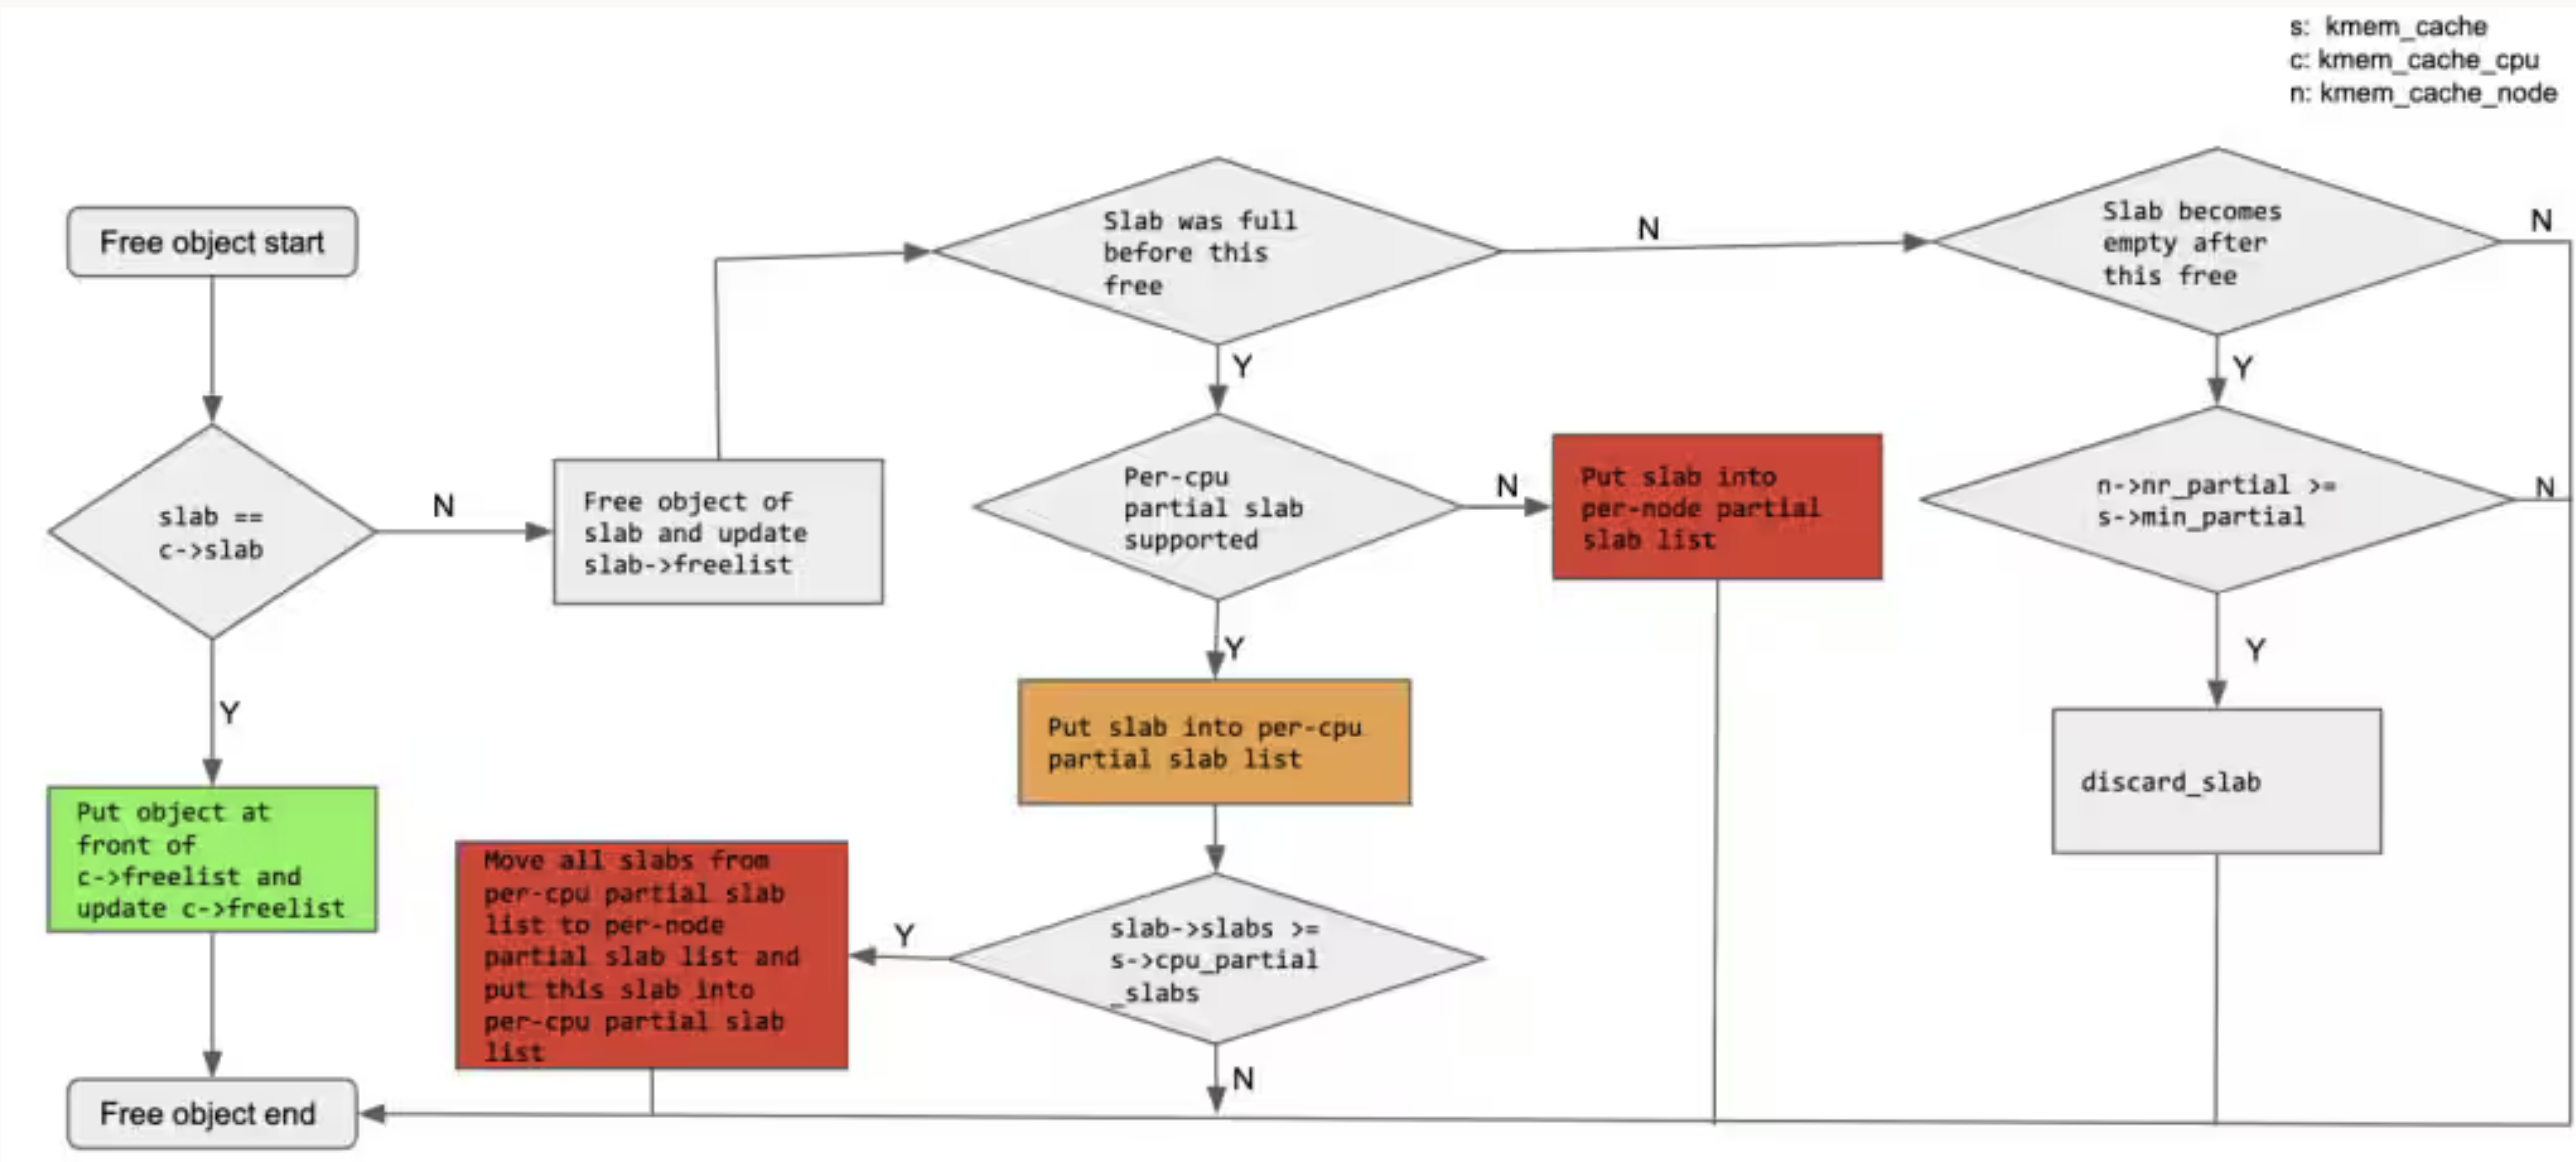 s: kmem_cache
c: kmem_cache_cpu
n: kmem_cache_node
Free object start
slab ==
c->slab
N
Y
Put object at
front of
c->freelist and
update c->freelist
Free object end
Free object of
slab and update
slab->freelist
Slab was full
before this
free
N
Y
Per-cpu
partial slab
supported
N
Put slab into
per-node partial
slab list
Y
Put slab into per-cpu
partial slab list
slab->slabs >=
s->cpu_partial
_slabs
Y
Move all slabs from
per-cpu partial slab
list to per-node
partial slab list and
put this slab into
per-cpu partial slab
list
N
Slab becomes
empty after
this free
N
Y
n->nr_partial >=
s->min_partial
N
Y
discard_slab